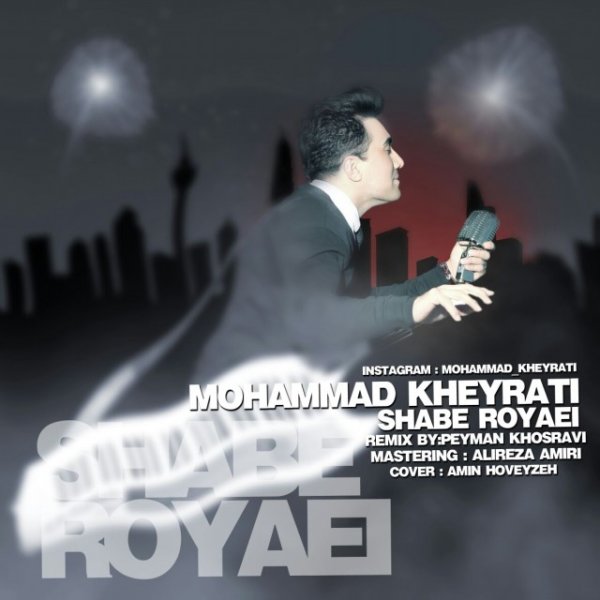 INSTAGRAM : MOHAMMAD_KHEYRATI
MOHAMMAD KHEYRATI
SHABE ROYAEI
REMIX BY:PEYMAN KHOSRAVI
MASTERING : ALIREZA AMIRI
COVER : AMIN HOVEYZEH
SHABE
ROYAEI